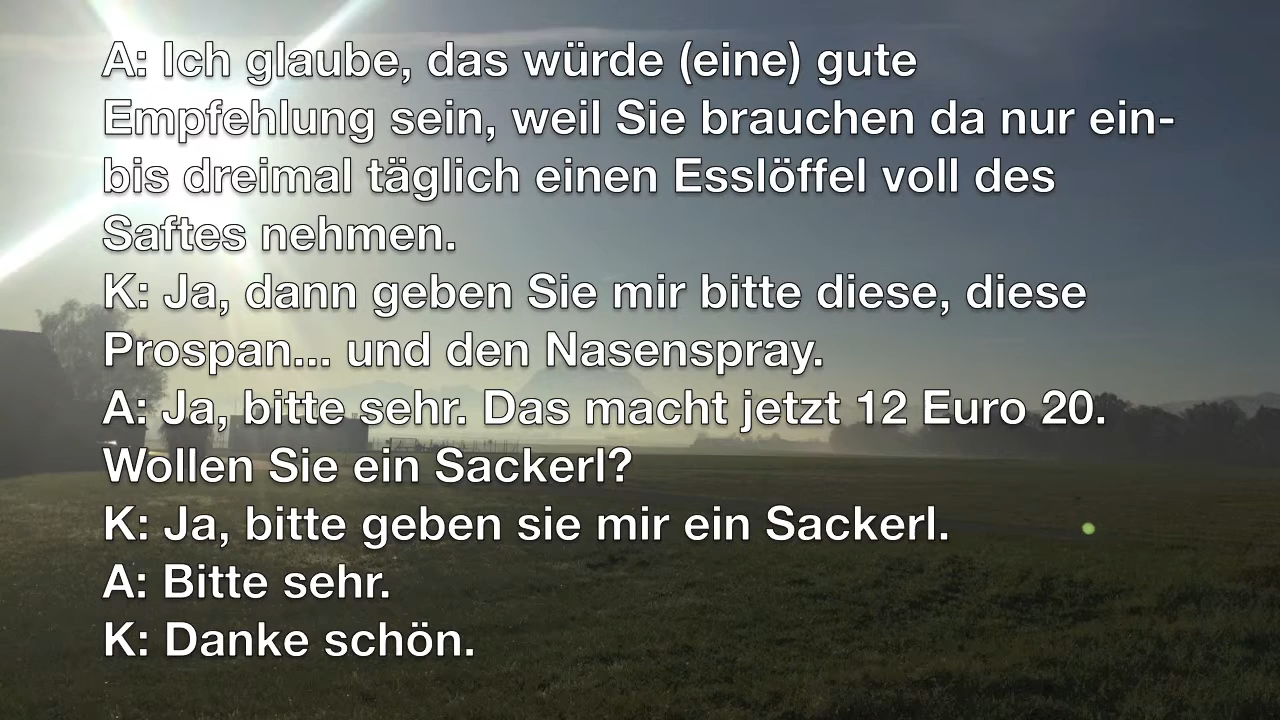 A: Ich glaube, das würde (eine) gute
Empfehlung sein, weil Sie brauchen da nur ein-
bis dreimal täglich einen Esslöffel voll des
Saftes nehmen.
K: Ja, dann geben Sie mir bitte diese, diese
Prospan... und den Nasenspray.
A: Ja, bitte sehr. Das macht jetzt 12 Euro 20.
Wollen Sie ein Sackerl?
K: Ja, bitte geben sie mir ein Sackerl.
A: Bitte sehr.
K: Danke schön.